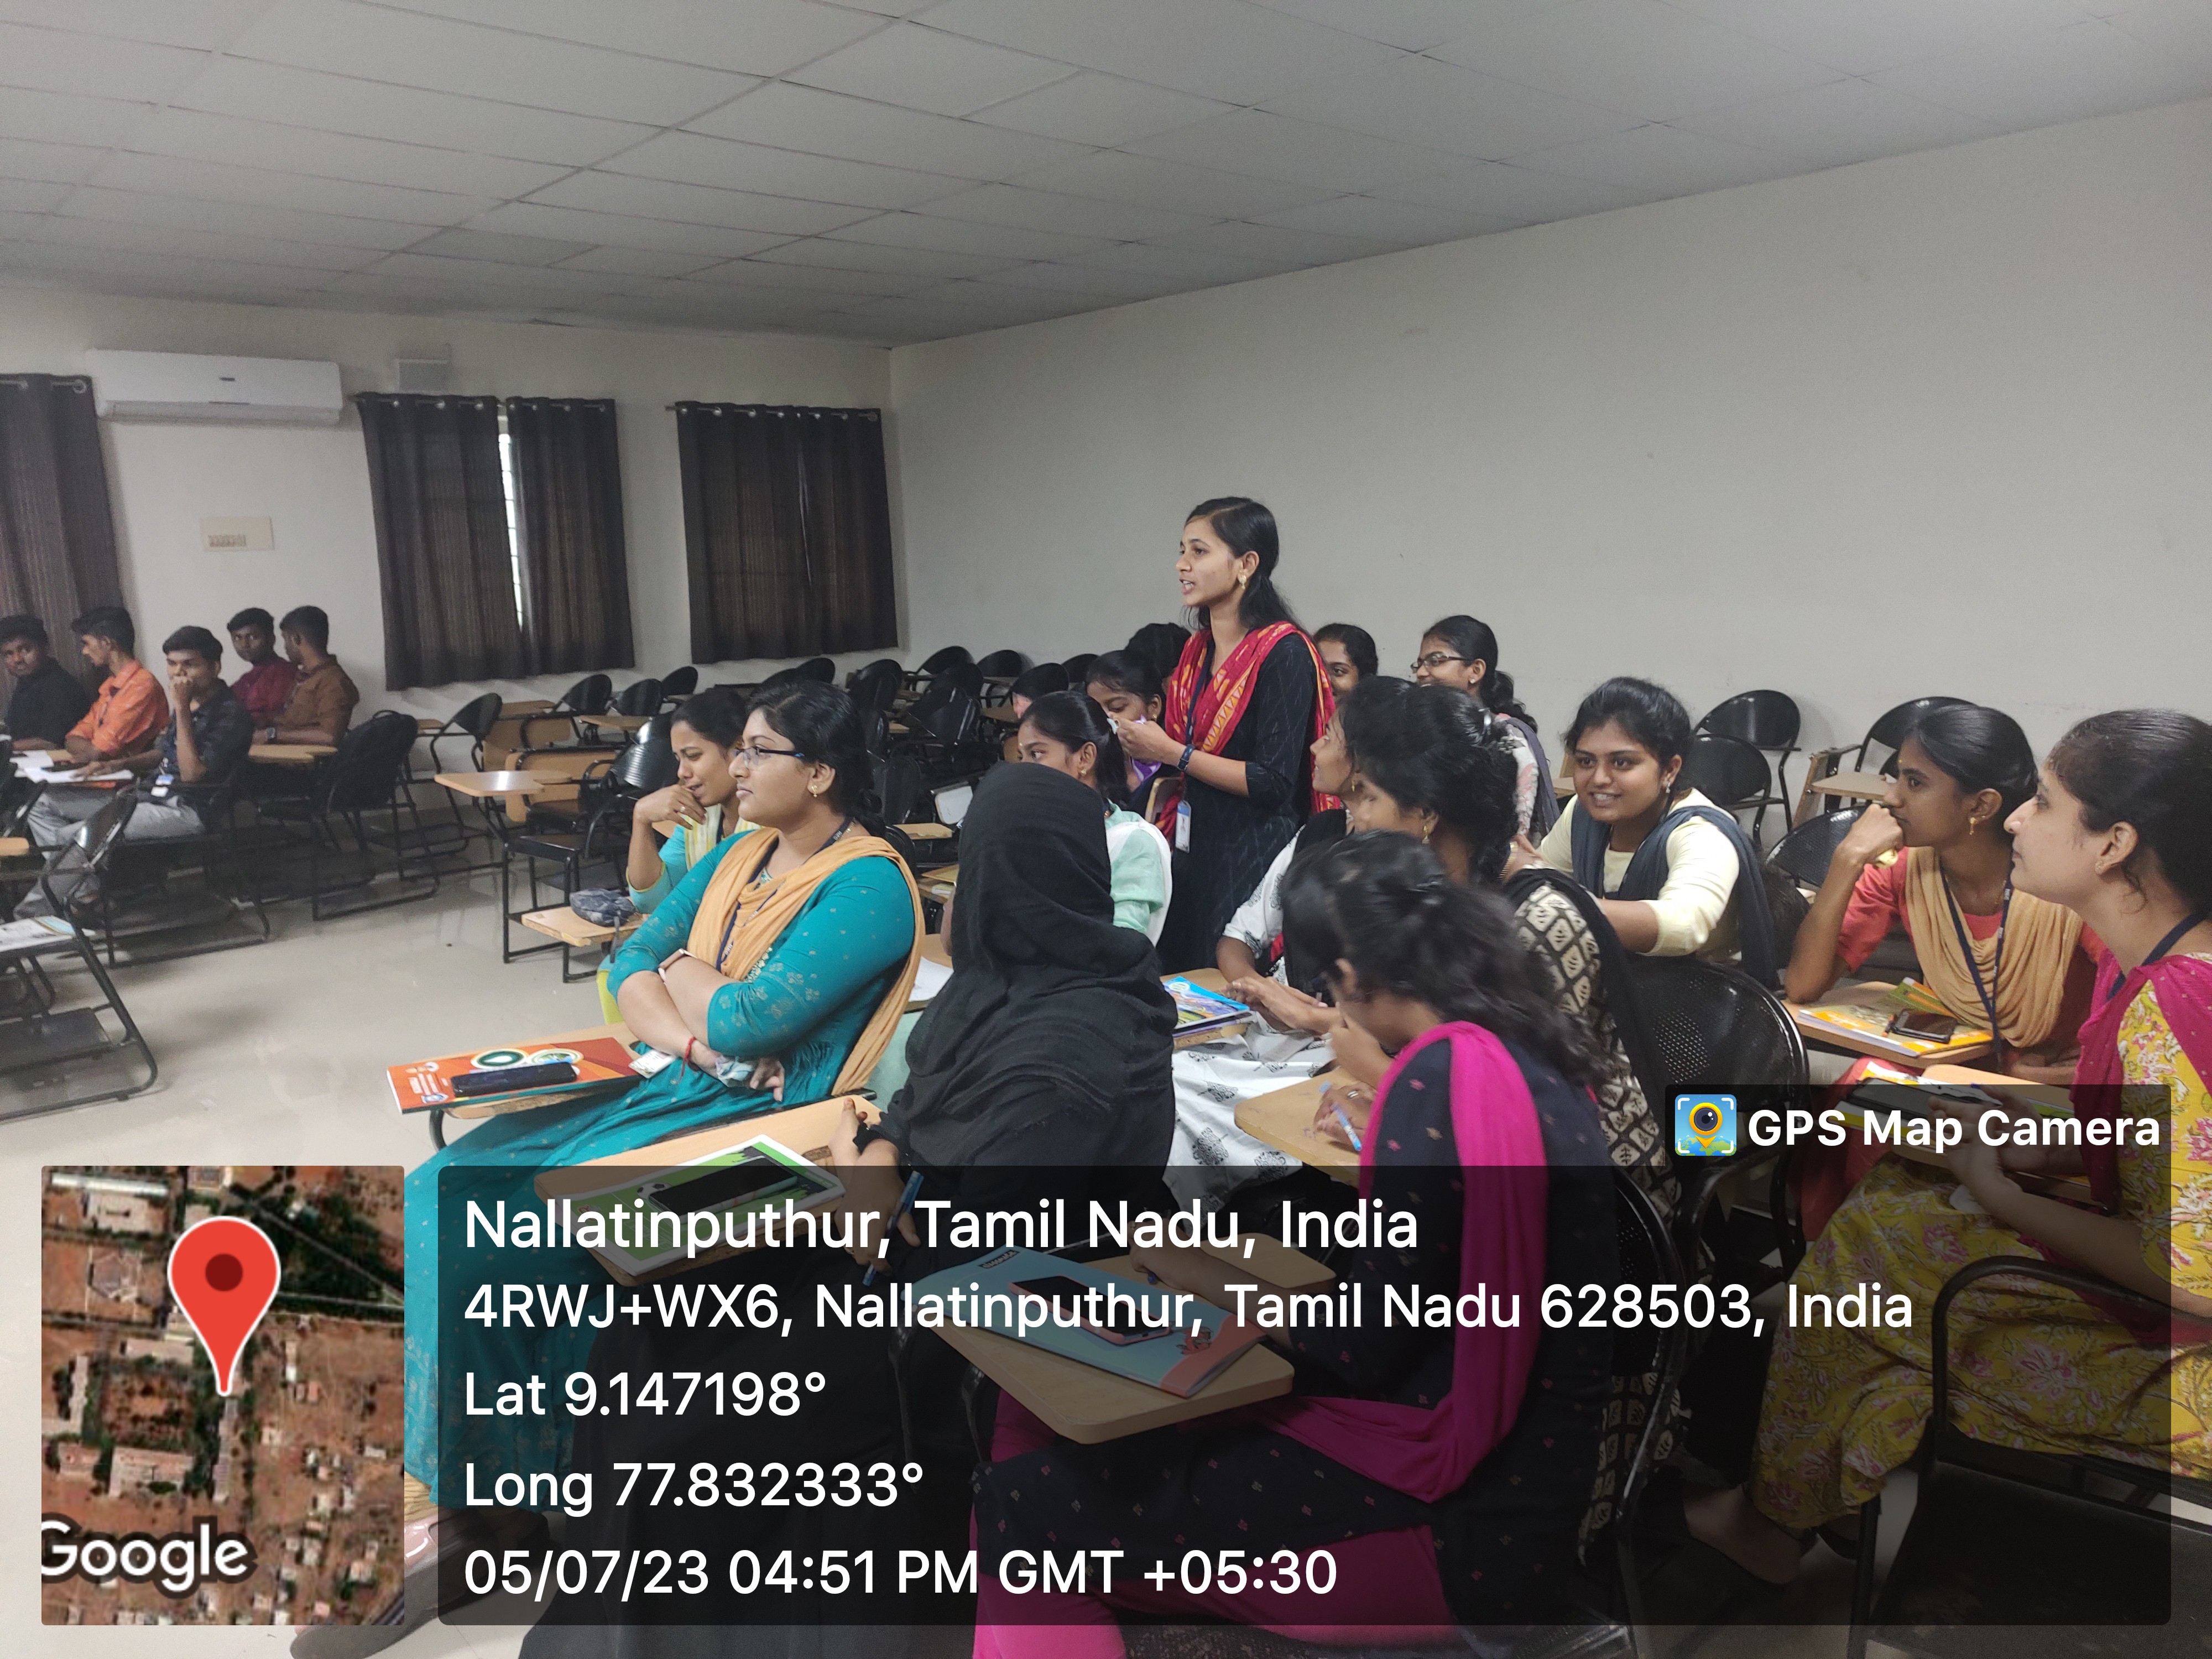 GPS Map Camera
Nallatinputhur, Tamil Nadu, India
4RWJ+WX6, Nallatinputhur, Tamil Nadu 628503, India
Lat 9.147198°
Long 77.832333°
05/07/23 04:51 PM GMT +05:30
Google